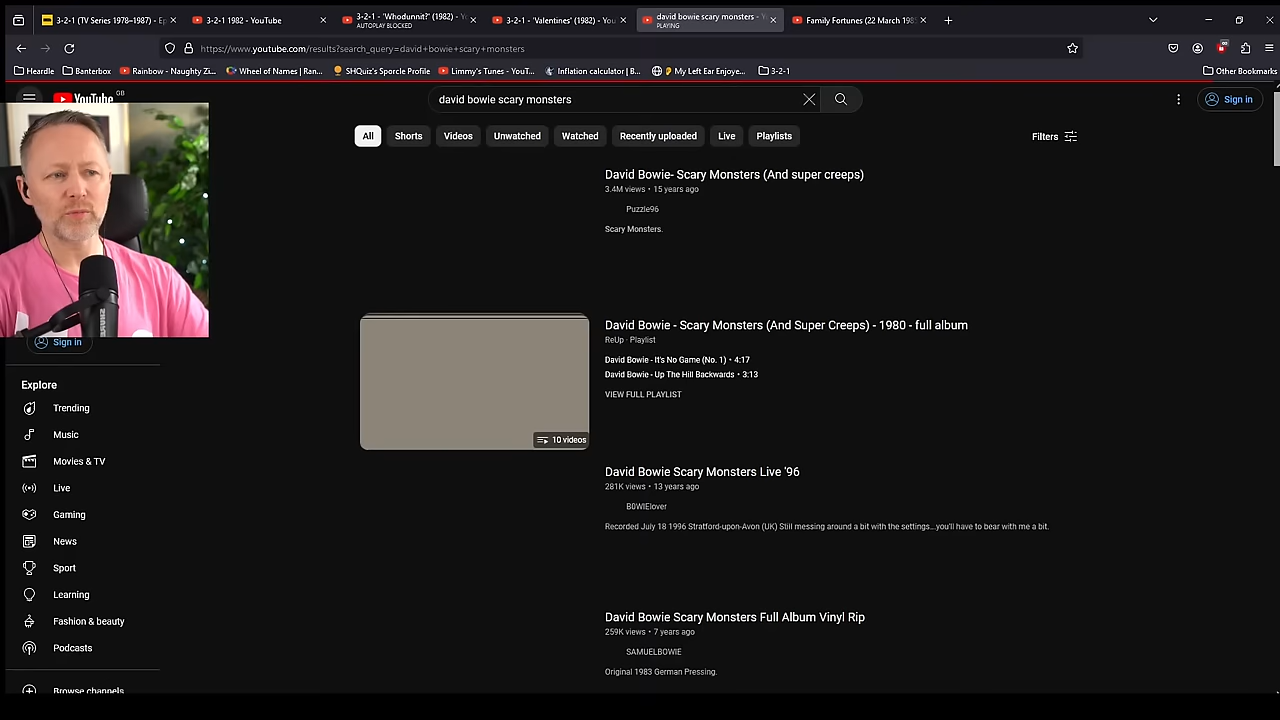 3-2-1 (TV Series 1978–1987) - Ep
3-2-1 1982 - YouTube
3-2-1 - 'Whodunnit?' (1982) - Yo
AUTOPLAY BLOCKED
3-2-1 - 'Valentines' (1982) - You
david bowie scary monsters - Y
PLAYING
Family Fortunes (22 March 198
https://www.youtube.com/results?search_query=david+bowie+scary+monsters
Heardle
Banterbox
Rainbow - Naughty Zi...
Wheel of Names | Ran...
SHQuiz's Sporcle Profile
Limmy's Tunes - YouT...
Inflation calculator | B...
My Left Ear Enjoye...
3-2-1
Other Bookmarks
YouTube GB
david bowie scary monsters
Sign in
All
Shorts
Videos
Unwatched
Watched
Recently uploaded
Live
Playlists
Filters
David Bowie- Scary Monsters (And super creeps)
3.4M views • 15 years ago
Puzzle96
Scary Monsters.
10 videos
David Bowie - Scary Monsters (And Super Creeps) - 1980 - full album
ReUp · Playlist
David Bowie - It's No Game (No. 1) • 4:17
David Bowie - Up The Hill Backwards • 3:13
VIEW FULL PLAYLIST
David Bowie Scary Monsters Live '96
281K views • 13 years ago
B0WIElover
Recorded July 18 1996 Stratford-upon-Avon (UK) Still messing around a bit with the settings...you'll have to bear with me a bit.
David Bowie Scary Monsters Full Album Vinyl Rip
259K views • 7 years ago
SAMUELBOWIE
Original 1983 German Pressing.
Sign in
Explore
Trending
Music
Movies & TV
Live
Gaming
News
Sport
Learning
Fashion & beauty
Podcasts
Browse channels